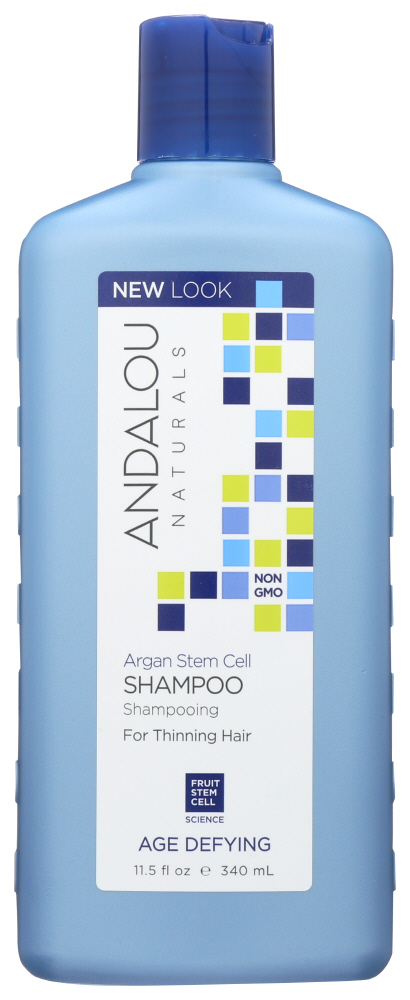 NEW LOOK
ANDALOU
NATURALS
NON
GMO
Argan Stem Cell
SHAMPOO
Shampooing
For Thinning Hair
FRUIT
STEM
CELL
SCIENCE
AGE DEFYING
11.5 fl oz ℮ 340 mL